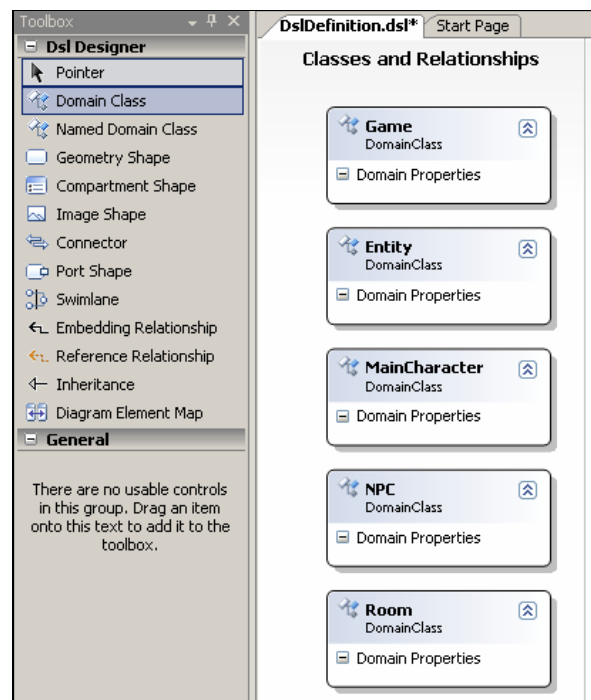 Toolbox
Dsl Designer
Pointer
Domain Class
Named Domain Class
Geometry Shape
Compartment Shape
Image Shape
Connector
Port Shape
Swimlane
Embedding Relationship
Reference Relationship
Inheritance
Diagram Element Map
General
There are no usable controls
in this group. Drag an item
onto this text to add it to the
toolbox.
DslDefinition.dsl* Start Page
Classes and Relationships
Game
DomainClass
Domain Properties
Entity
DomainClass
Domain Properties
MainCharacter
DomainClass
Domain Properties
NPC
DomainClass
Domain Properties
Room
DomainClass
Domain Properties